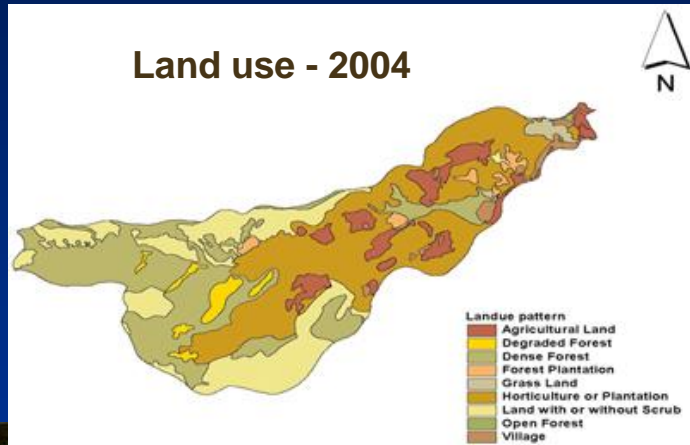 Land use - 2004
N
Landue pattern
Agricultural Land
Degraded Forest
Dense Forest
Forest Plantation
Grass Land
Horticulture or Plantation
Land with or without Scrub
Open Forest
Village